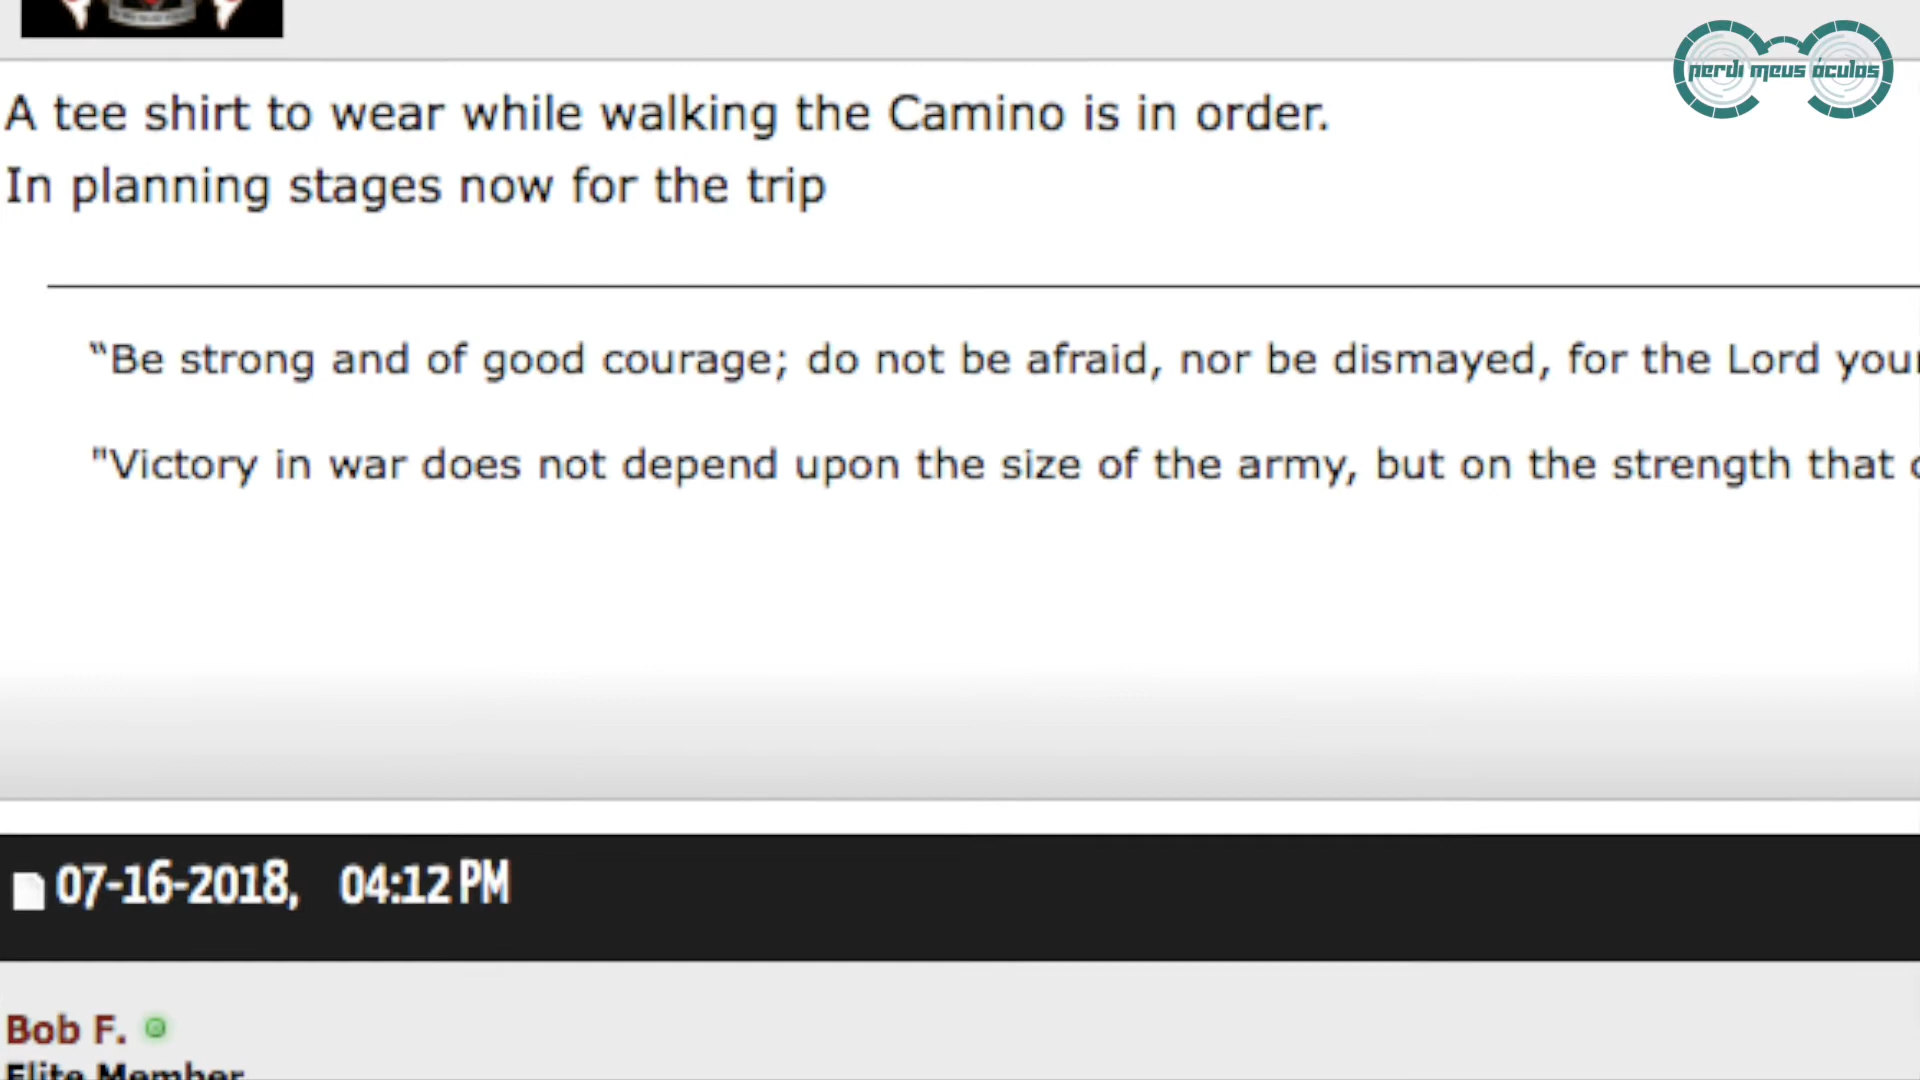 perdi meus óculos
A tee shirt to wear while walking the Camino is in order.
In planning stages now for the trip
“Be strong and of good courage; do not be afraid, nor be dismayed, for the Lord your
"Victory in war does not depend upon the size of the army, but on the strength that
07-16-2018, 04:12 PM
Bob F.
Elite Member